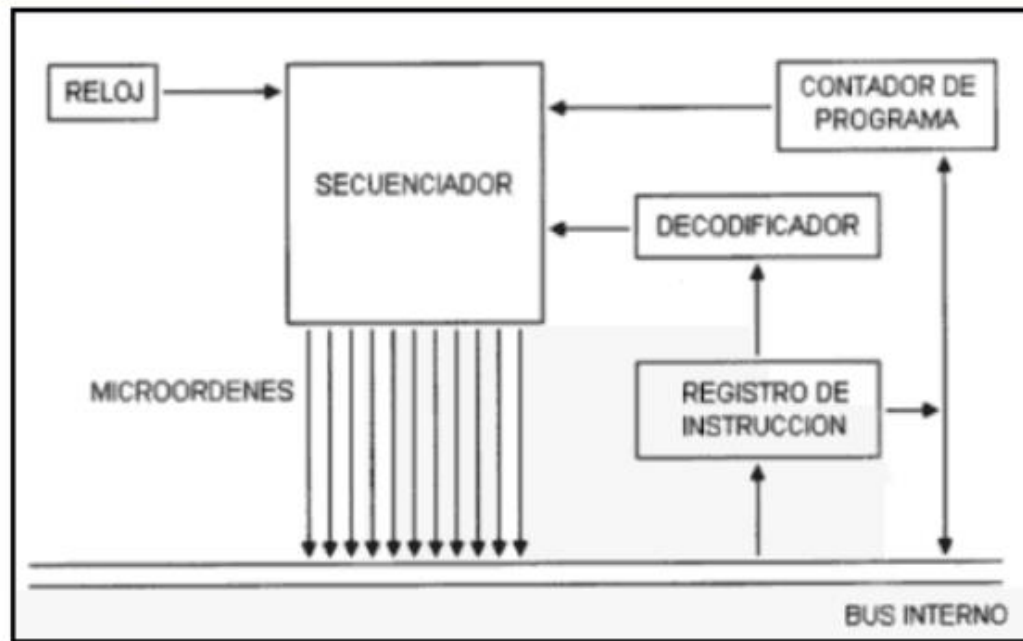 RELOJ
CONTADOR DE
PROGRAMA
SECUENCIADOR
DECODIFICADOR
MICROORDENES
REGISTRO DE
INSTRUCCION
BUS INTERNO